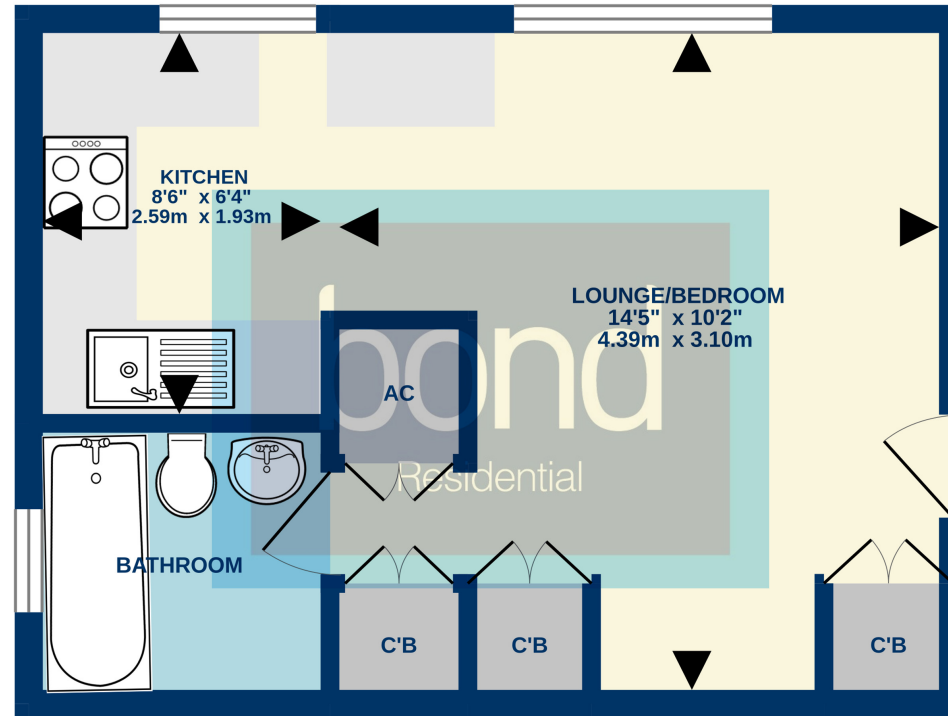 KITCHEN
8'6" x 6'4"
2.59m x 1.93m
LOUNGE/BEDROOM
14'5" x 10'2"
4.39m x 3.10m
bond
Residential
AC
BATHROOM
C'B
C'B
C'B